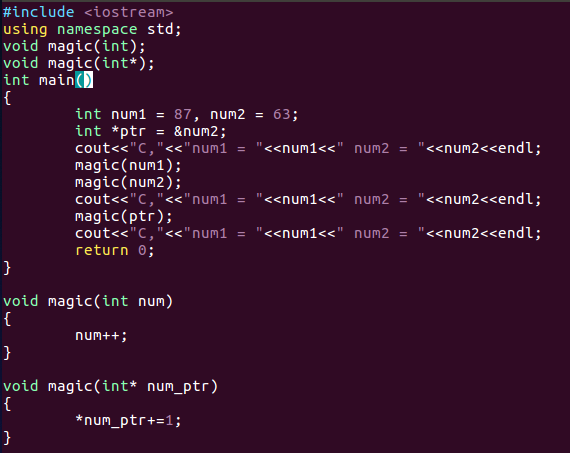 #include <iostream>
using namespace std;
void magic(int);
void magic(int*);
int main()
{
        int num1 = 87, num2 = 63;
        int *ptr = &num2;
        cout<<"C,"<<"num1 = "<<num1<<" num2 = "<<num2<<endl;
        magic(num1);
        magic(num2);
        cout<<"C,"<<"num1 = "<<num1<<" num2 = "<<num2<<endl;
        magic(ptr);
        cout<<"C,"<<"num1 = "<<num1<<" num2 = "<<num2<<endl;
        return 0;
}

void magic(int num)
{
        num++;
}

void magic(int* num_ptr)
{
        *num_ptr+=1;
}